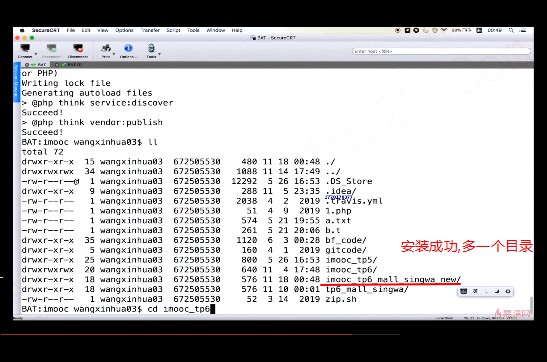 SecureCRT File Edit View Options Transfer Script Tools Window Help
00:49
BAT - SecureCRT
Enter host <⌘R>
BAT
or PHP)
Writing lock file
Generating autoload files
> @php think service:discover
Succeed!
> @php think vendor:publish
Succeed!
BAT:imooc wangxinhua03$ ll
total 72
drwxr-xr-x 15 wangxinhua03 672505530 480 11 18 00:48 ./
drwxrwxrwx 34 wangxinhua03 672505530 1088 11 14 17:49 ../
-rw-r--r--@ 1 wangxinhua03 672505530 12292 5 26 16:53 .DS_Store
drwxr-xr-x 9 wangxinhua03 672505530 288 11 5 23:35 .idea/
-rw-r--r-- 1 wangxinhua03 672505530 2038 4 2 2019 .travis.yml
-rw-r--r-- 1 wangxinhua03 672505530 51 4 9 2019 1.php
-rw-r--r-- 1 wangxinhua03 672505530 574 5 21 19:55 a.txt
-rw-r--r-- 1 wangxinhua03 672505530 261 5 21 20:06 b.t
drwxr-xr-x 35 wangxinhua03 672505530 1120 6 3 00:28 bf_code/
drwxr-xr-x 5 wangxinhua03 672505530 160 4 1 2019 gitcode/
drwxr-xr-x 25 wangxinhua03 672505530 800 5 26 16:53 imooc_tp5/
drwxrwxrwx 20 wangxinhua03 672505530 640 11 4 17:48 imooc_tp6/
drwxr-xr-x 18 wangxinhua03 672505530 576 11 18 00:48 imooc_tp6_mall_singwa_new/
drwxr-xr-x 18 wangxinhua03 672505530 576 11 10 00:01 tp6_mall_singwa/
-rw-r--r-- 1 wangxinhua03 672505530 52 3 14 2019 zip.sh
BAT:imooc wangxinhua03$ cd imooc_tp6
安装成功,多一个目录